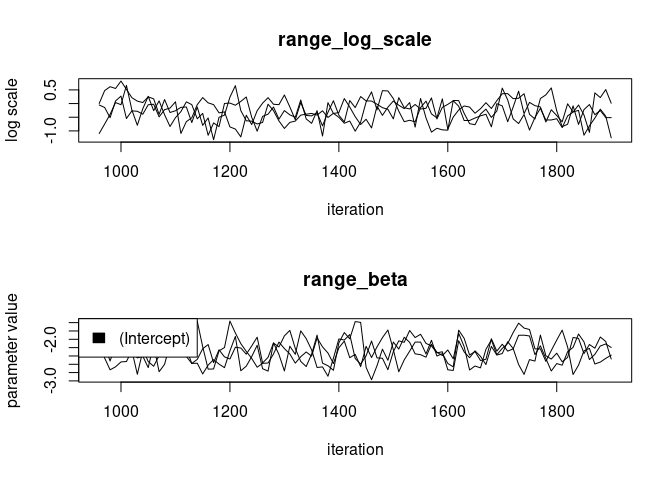 range_log_scale
log scale
0.5
-1.0
1000 1200 1400 1600 1800
iteration
range_beta
parameter value
-2.0
-3.0
(Intercept)
1000 1200 1400 1600 1800
iteration